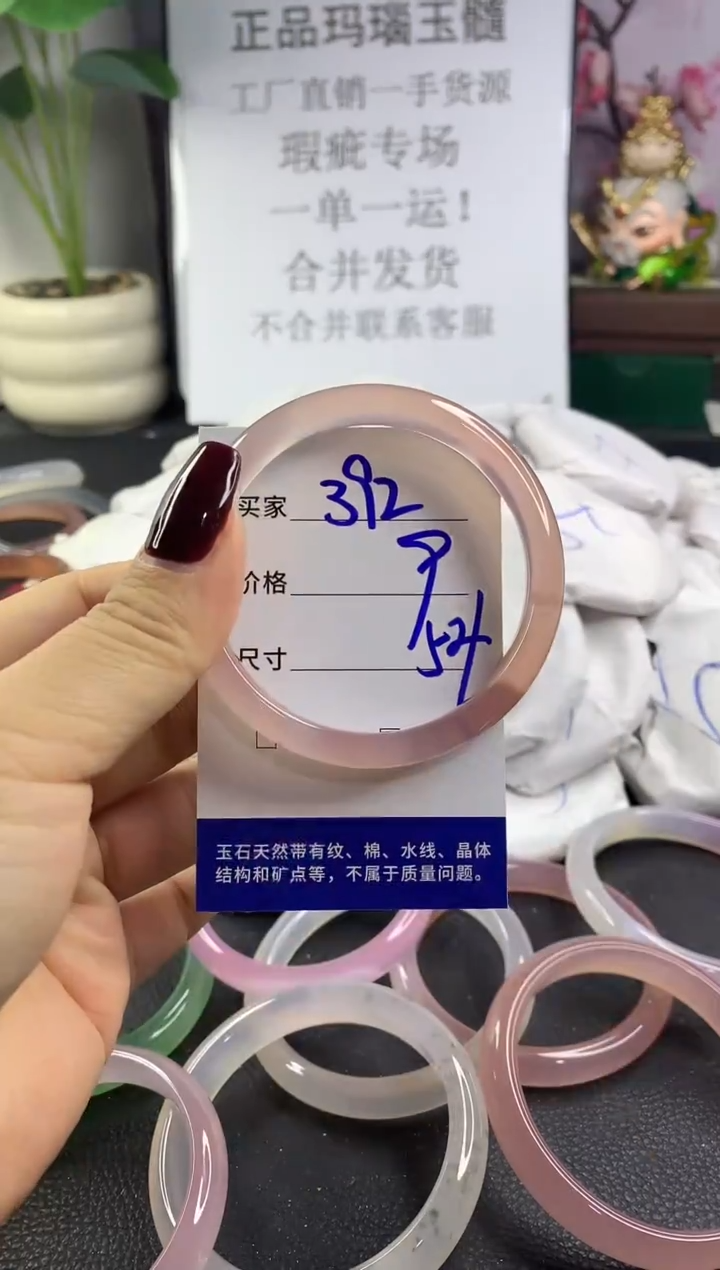 正品玛瑙玉髓
工厂直销一手货源
瑕疵专场
一单一运！
合并发货
不合并联系客服
买家 392
价格
尺寸 54
玉石天然带有纹、棉、水线、晶体
结构和矿点等，不属于质量问题。